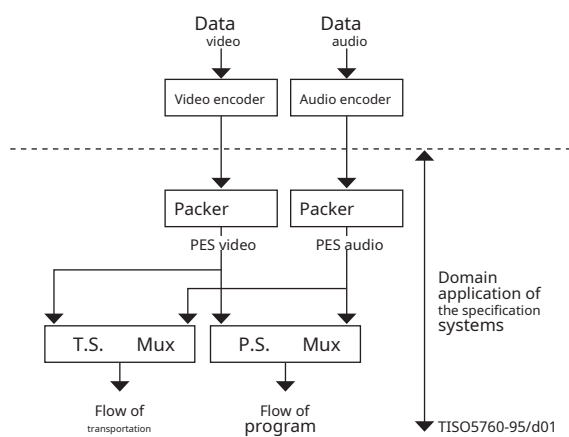 Data
video
Data
audio
Video encoder
Audio encoder
Packer
Packer
PES video
PES audio
Domain
application of
the specification
systems
T.S. Mux
P.S. Mux
Flow of
transportation
Flow of
program
TISO5760-95/d01